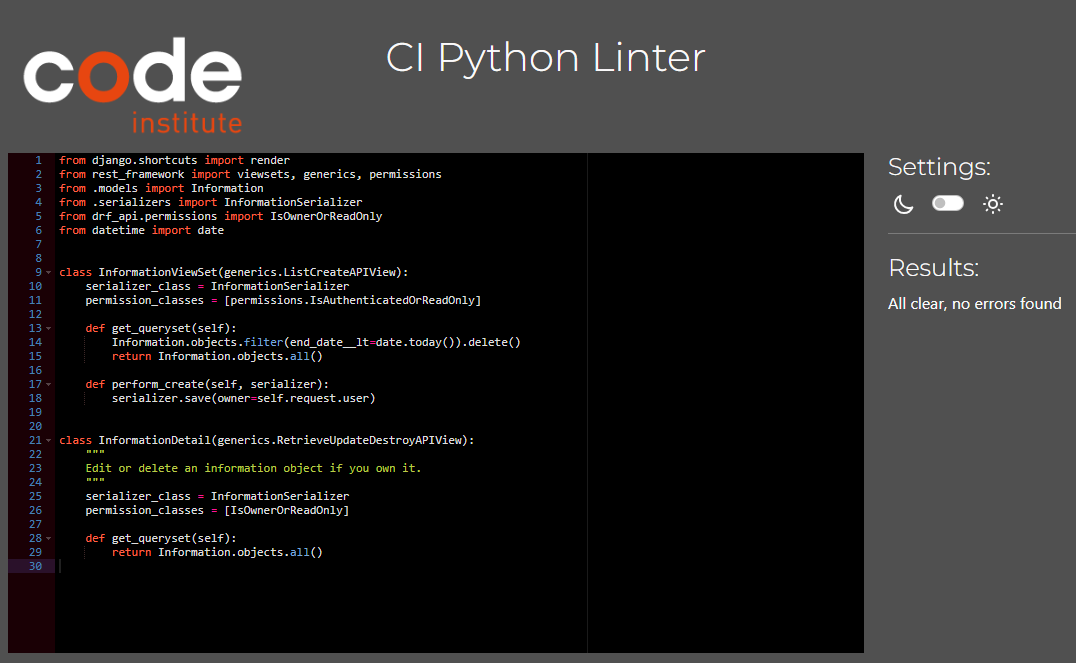 code
institute
CI Python Linter
1 from django.shortcuts import render
2 from rest_framework import viewsets, generics, permissions
3 from .models import Information
4 from .serializers import InformationSerializer
5 from drf_api.permissions import IsOwnerOrReadOnly
6 from datetime import date
7
8
9 class InformationViewSet(generics.ListCreateAPIView):
10     serializer_class = InformationSerializer
11     permission_classes = [permissions.IsAuthenticatedOrReadOnly]
12
13     def get_queryset(self):
14         Information.objects.filter(end_date__lt=date.today()).delete()
15         return Information.objects.all()
16
17     def perform_create(self, serializer):
18         serializer.save(owner=self.request.user)
19
20
21 class InformationDetail(generics.RetrieveUpdateDestroyAPIView):
22     """
23     Edit or delete an information object if you own it.
24     """
25     serializer_class = InformationSerializer
26     permission_classes = [IsOwnerOrReadOnly]
27
28     def get_queryset(self):
29         return Information.objects.all()
30
Settings:
Results:
All clear, no errors found